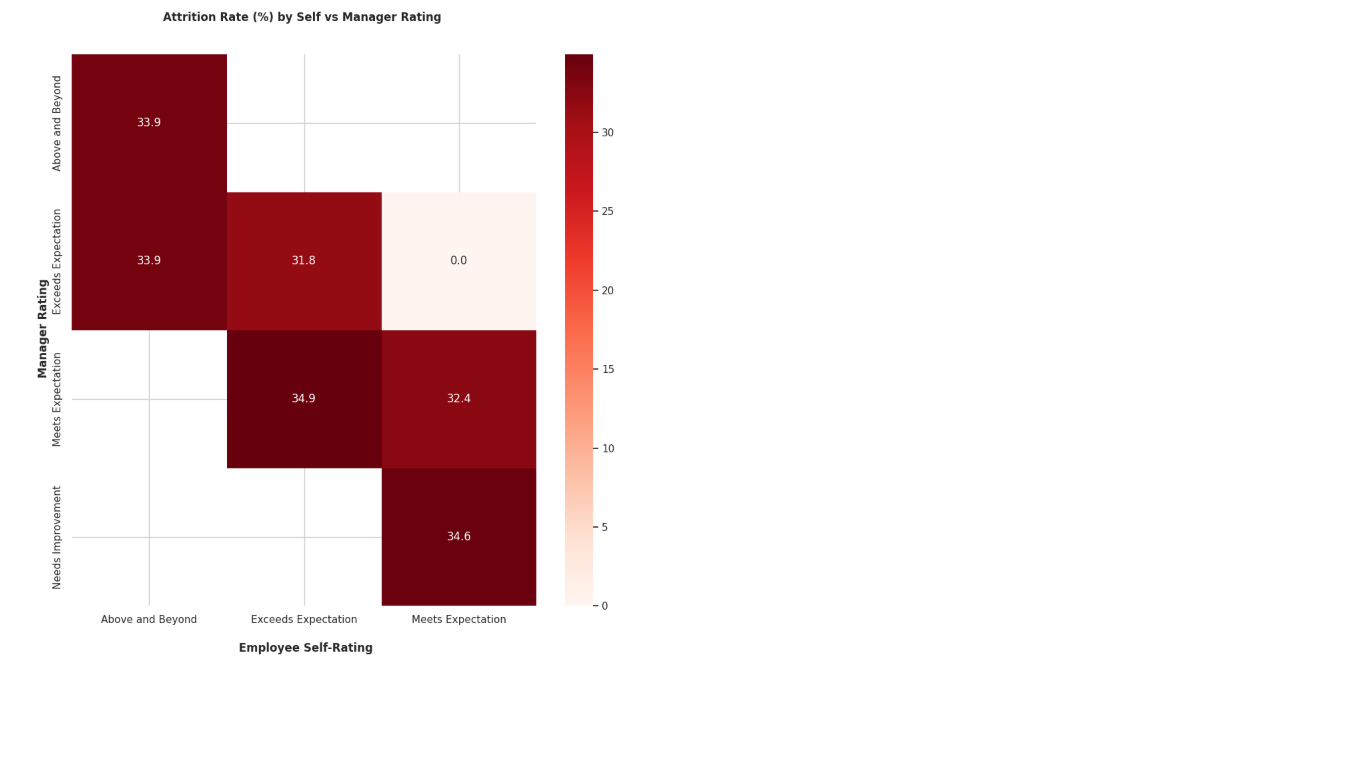 Attrition Rate (%) by Self vs Manager Rating
Manager Rating
Above and Beyond
Exceeds Expectation
Meets Expectation
Needs Improvement
33.9
33.9 31.8 0.0
34.9 32.4
34.6
30
25
20
15
10
5
0
Above and Beyond Exceeds Expectation Meets Expectation
Employee Self-Rating